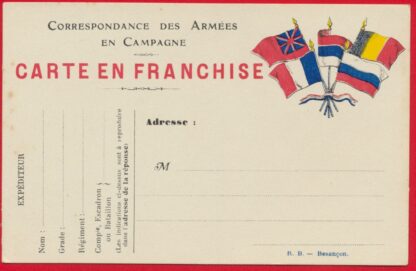 CORRESPONDANCE DES ARMÉES
EN CAMPAGNE
CARTE EN FRANCHISE
EXPÉDITEUR
Nom :
Grade :
Régiment :
Compie, Escadron
ou Bataillon :
(Les indications ci-dessus sont à reproduire
dans l'adresse de la réponse).
Adresse :
M
B. B. – Besançon.